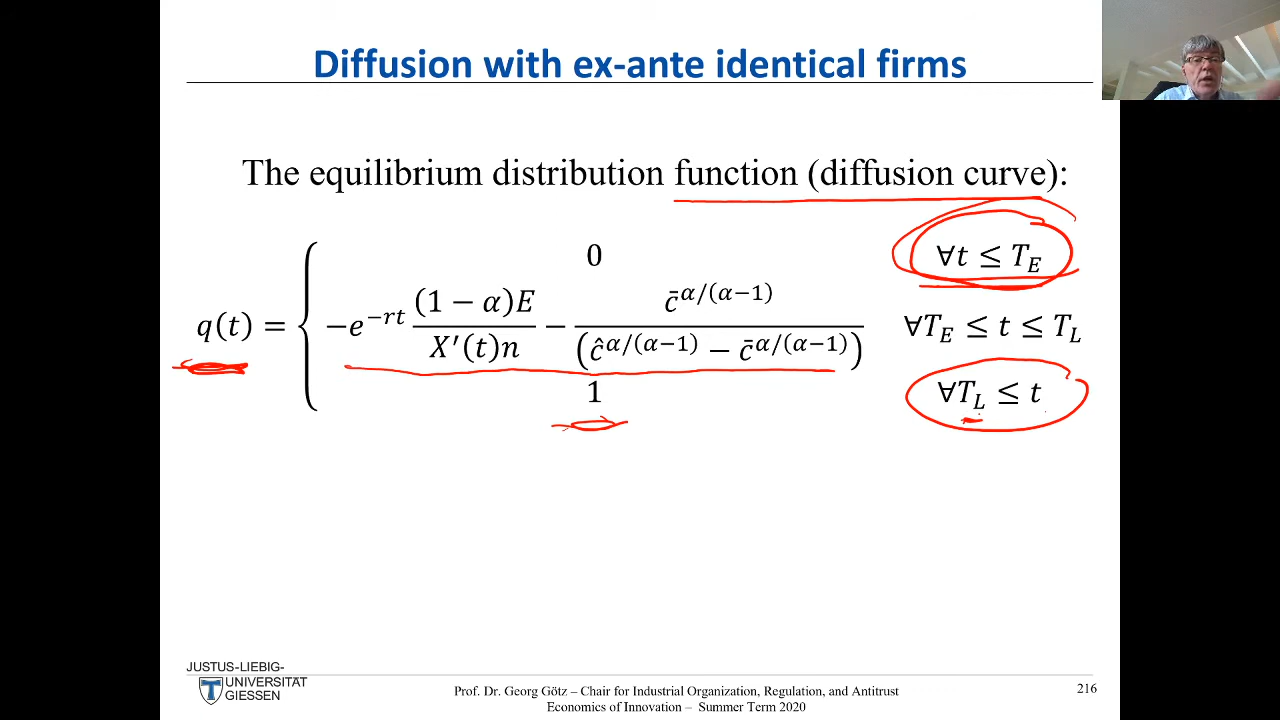 Diffusion with ex-ante identical firms
The equilibrium distribution function (diffusion curve):
0 ∀t ≤ T_E
q(t) = { −e^{−rt} (1 − α)E / X′(t)n − c̄^{α/(α−1)} / (ĉ^{α/(α−1)} − c̄^{α/(α−1)}) ∀T_E ≤ t ≤ T_L
1 ∀T_L ≤ t
JUSTUS-LIEBIG-
UNIVERSITÄT
GIESSEN
Prof. Dr. Georg Götz – Chair for Industrial Organization, Regulation, and Antitrust
Economics of Innovation – Summer Term 2020
216